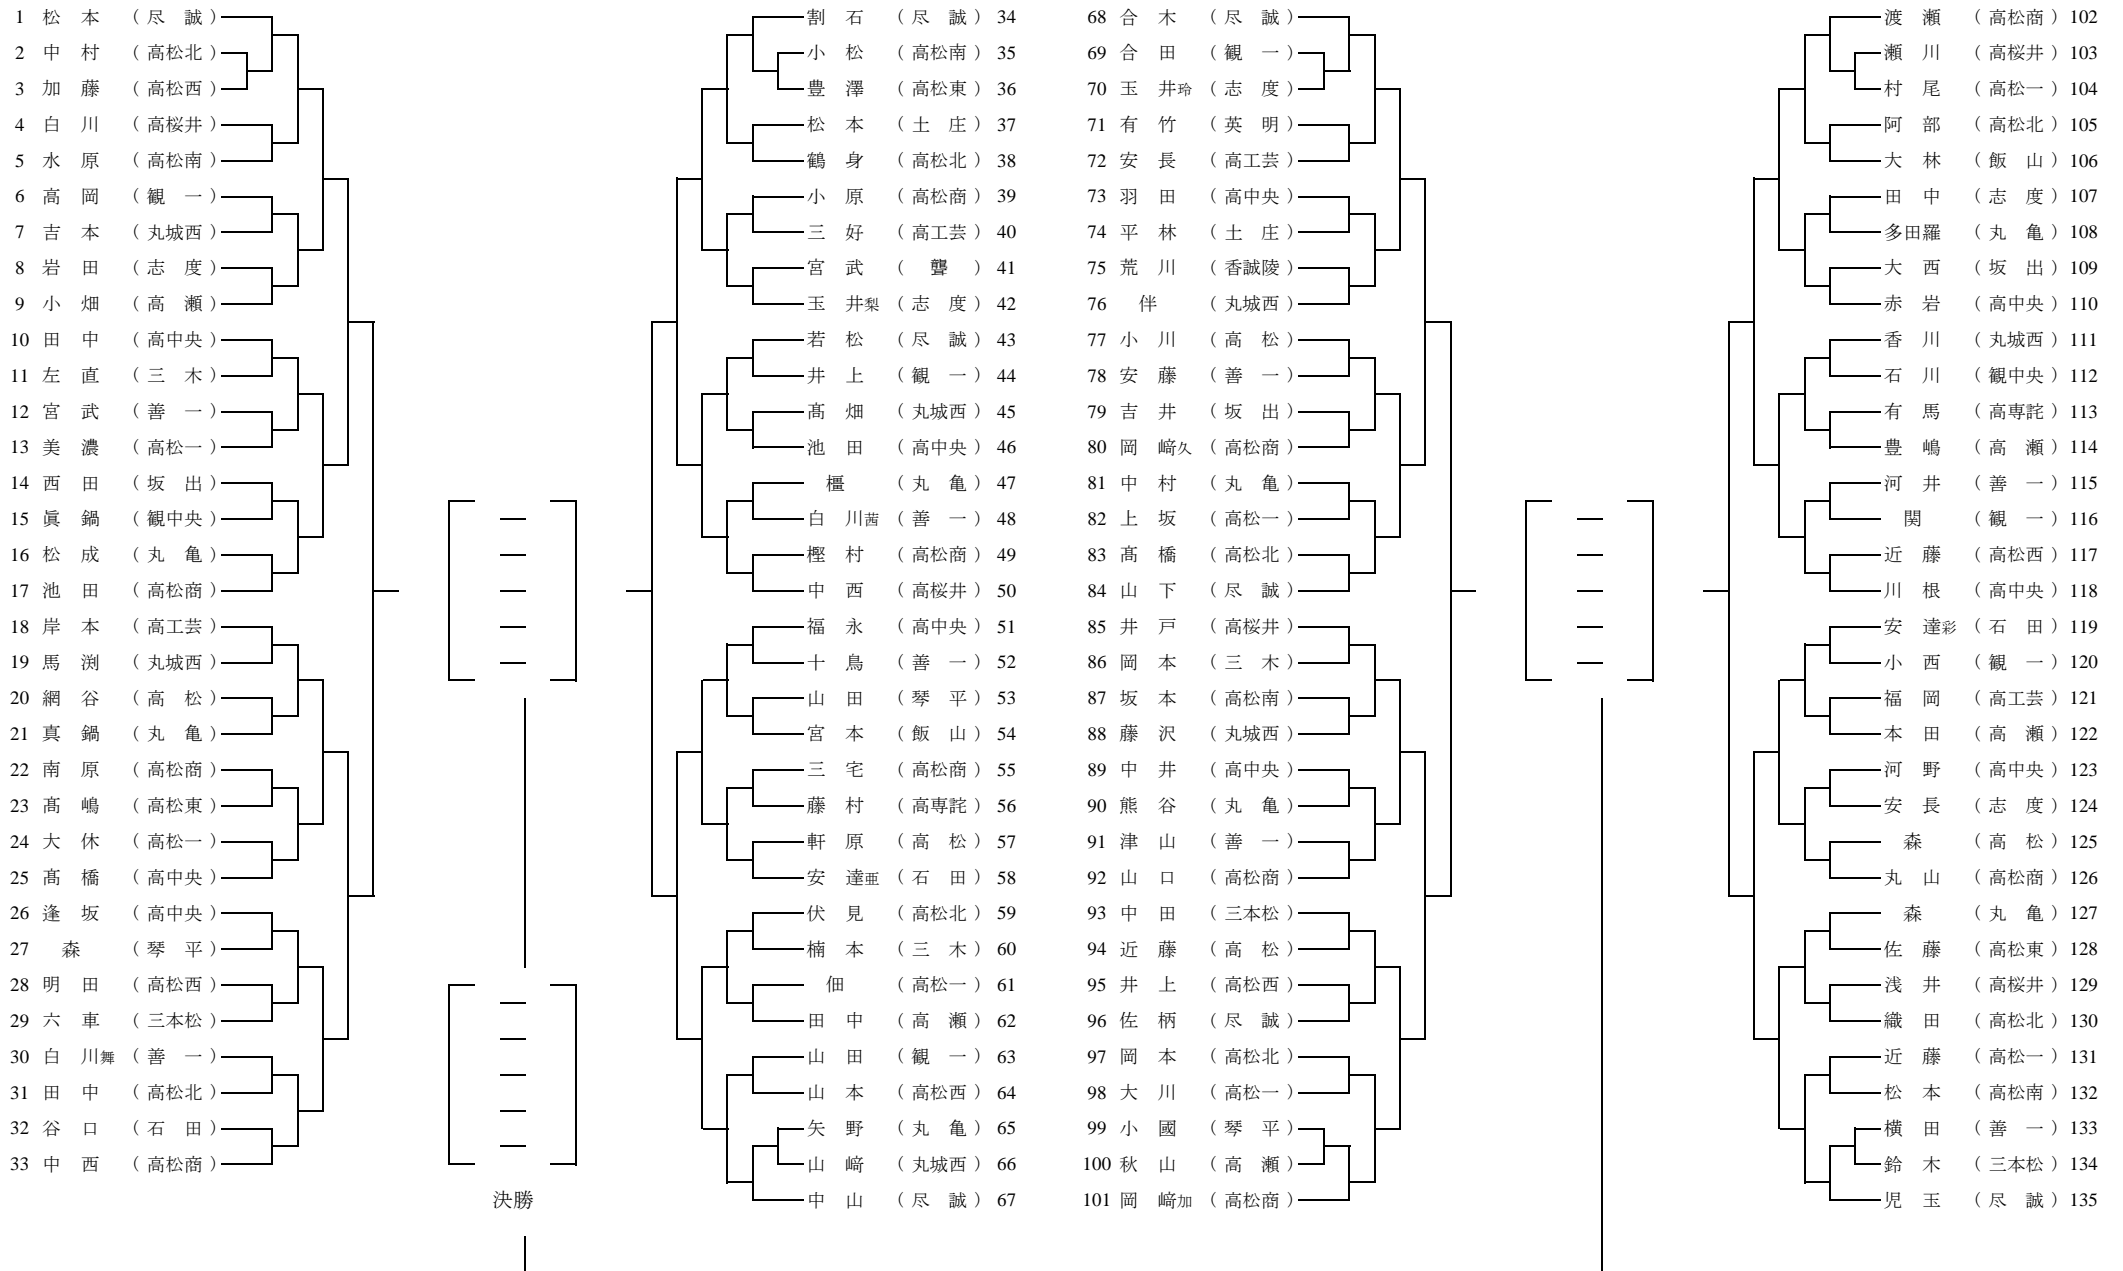 1 松 本 （ 尽 誠 ）
2 中 村 （ 高松北 ）
3 加 藤 （ 高松西 ）
4 白 川 （ 高桜井 ）
5 水 原 （ 高松南 ）
6 高 岡 （ 観 一 ）
7 吉 本 （ 丸城西 ）
8 岩 田 （ 志 度 ）
9 小 畑 （ 高 瀬 ）
10 田 中 （ 高中央 ）
11 左 直 （ 三 木 ）
12 宮 武 （ 善 一 ）
13 美 濃 （ 高松一 ）
14 西 田 （ 坂 出 ）
15 眞 鍋 （ 観中央 ）
16 松 成 （ 丸 亀 ）
17 池 田 （ 高松商 ）
18 岸 本 （ 高工芸 ）
19 馬 渕 （ 丸城西 ）
20 網 谷 （ 高 松 ）
21 真 鍋 （ 丸 亀 ）
22 南 原 （ 高松商 ）
23 髙 嶋 （ 高松東 ）
24 大 休 （ 高松一 ）
25 髙 橋 （ 高中央 ）
26 逢 坂 （ 高中央 ）
27 森 （ 琴 平 ）
28 明 田 （ 高松西 ）
29 六 車 （ 三本松 ）
30 白 川舞 （ 善 一 ）
31 田 中 （ 高松北 ）
32 谷 口 （ 石 田 ）
33 中 西 （ 高松商 ）
決勝
割 石 （ 尽 誠 ） 34
小 松 （ 高松南 ） 35
豊 澤 （ 高松東 ） 36
松 本 （ 土 庄 ） 37
鶴 身 （ 高松北 ） 38
小 原 （ 高松商 ） 39
三 好 （ 高工芸 ） 40
宮 武 （ 聾 ） 41
玉 井梨 （ 志 度 ） 42
若 松 （ 尽 誠 ） 43
井 上 （ 観 一 ） 44
髙 畑 （ 丸城西 ） 45
池 田 （ 高中央 ） 46
橿 （ 丸 亀 ） 47
白 川茜 （ 善 一 ） 48
樫 村 （ 高松商 ） 49
中 西 （ 高桜井 ） 50
福 永 （ 高中央 ） 51
十 鳥 （ 善 一 ） 52
山 田 （ 琴 平 ） 53
宮 本 （ 飯 山 ） 54
三 宅 （ 高松商 ） 55
藤 村 （ 高専詫 ） 56
軒 原 （ 高 松 ） 57
安 達亜 （ 石 田 ） 58
伏 見 （ 高松北 ） 59
楠 本 （ 三 木 ） 60
佃 （ 高松一 ） 61
田 中 （ 高 瀬 ） 62
山 田 （ 観 一 ） 63
山 本 （ 高松西 ） 64
矢 野 （ 丸 亀 ） 65
山 﨑 （ 丸城西 ） 66
中 山 （ 尽 誠 ） 67
68 合 木 （ 尽 誠 ）
69 合 田 （ 観 一 ）
70 玉 井玲 （ 志 度 ）
71 有 竹 （ 英 明 ）
72 安 長 （ 高工芸 ）
73 羽 田 （ 高中央 ）
74 平 林 （ 土 庄 ）
75 荒 川 （ 香誠陵 ）
76 伴 （ 丸城西 ）
77 小 川 （ 高 松 ）
78 安 藤 （ 善 一 ）
79 吉 井 （ 坂 出 ）
80 岡 﨑久 （ 高松商 ）
81 中 村 （ 丸 亀 ）
82 上 坂 （ 高松一 ）
83 髙 橋 （ 高松北 ）
84 山 下 （ 尽 誠 ）
85 井 戸 （ 高桜井 ）
86 岡 本 （ 三 木 ）
87 坂 本 （ 高松南 ）
88 藤 沢 （ 丸城西 ）
89 中 井 （ 高中央 ）
90 熊 谷 （ 丸 亀 ）
91 津 山 （ 善 一 ）
92 山 口 （ 高松商 ）
93 中 田 （ 三本松 ）
94 近 藤 （ 高 松 ）
95 井 上 （ 高松西 ）
96 佐 柄 （ 尽 誠 ）
97 岡 本 （ 高松北 ）
98 大 川 （ 高松一 ）
99 小 國 （ 琴 平 ）
100 秋 山 （ 高 瀬 ）
101 岡 﨑加 （ 高松商 ）
渡 瀬 （ 高松商 ） 102
瀬 川 （ 高桜井 ） 103
村 尾 （ 高松一 ） 104
阿 部 （ 高松北 ） 105
大 林 （ 飯 山 ） 106
田 中 （ 志 度 ） 107
多田羅 （ 丸 亀 ） 108
大 西 （ 坂 出 ） 109
赤 岩 （ 高中央 ） 110
香 川 （ 丸城西 ） 111
石 川 （ 観中央 ） 112
有 馬 （ 高専詫 ） 113
豊 嶋 （ 高 瀬 ） 114
河 井 （ 善 一 ） 115
関 （ 観 一 ） 116
近 藤 （ 高松西 ） 117
川 根 （ 高中央 ） 118
安 達彩 （ 石 田 ） 119
小 西 （ 観 一 ） 120
福 岡 （ 高工芸 ） 121
本 田 （ 高 瀬 ） 122
河 野 （ 高中央 ） 123
安 長 （ 志 度 ） 124
森 （ 高 松 ） 125
丸 山 （ 高松商 ） 126
森 （ 丸 亀 ） 127
佐 藤 （ 高松東 ） 128
浅 井 （ 高桜井 ） 129
織 田 （ 高松北 ） 130
近 藤 （ 高松一 ） 131
松 本 （ 高松南 ） 132
横 田 （ 善 一 ） 133
鈴 木 （ 三本松 ） 134
児 玉 （ 尽 誠 ） 135